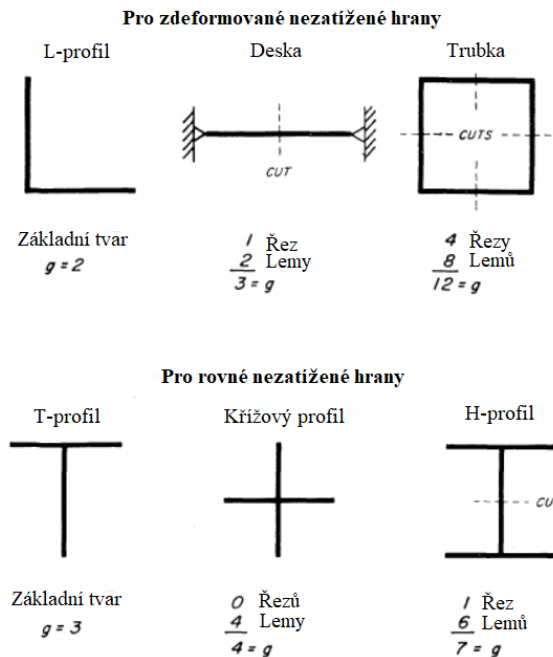 Pro zdeformované nezatížené hrany
L-profil
Deska
Trubka
CUT
CUTS
Základní tvar
g = 2
1 Řez
2 Lemy
3 = g
4 Řezy
8 Lemů
12 = g
Pro rovné nezatížené hrany
T-profil
Křížový profil
H-profil
CU
Základní tvar
g = 3
0 Řezů
4 Lemy
4 = g
1 Řez
6 Lemů
7 = g